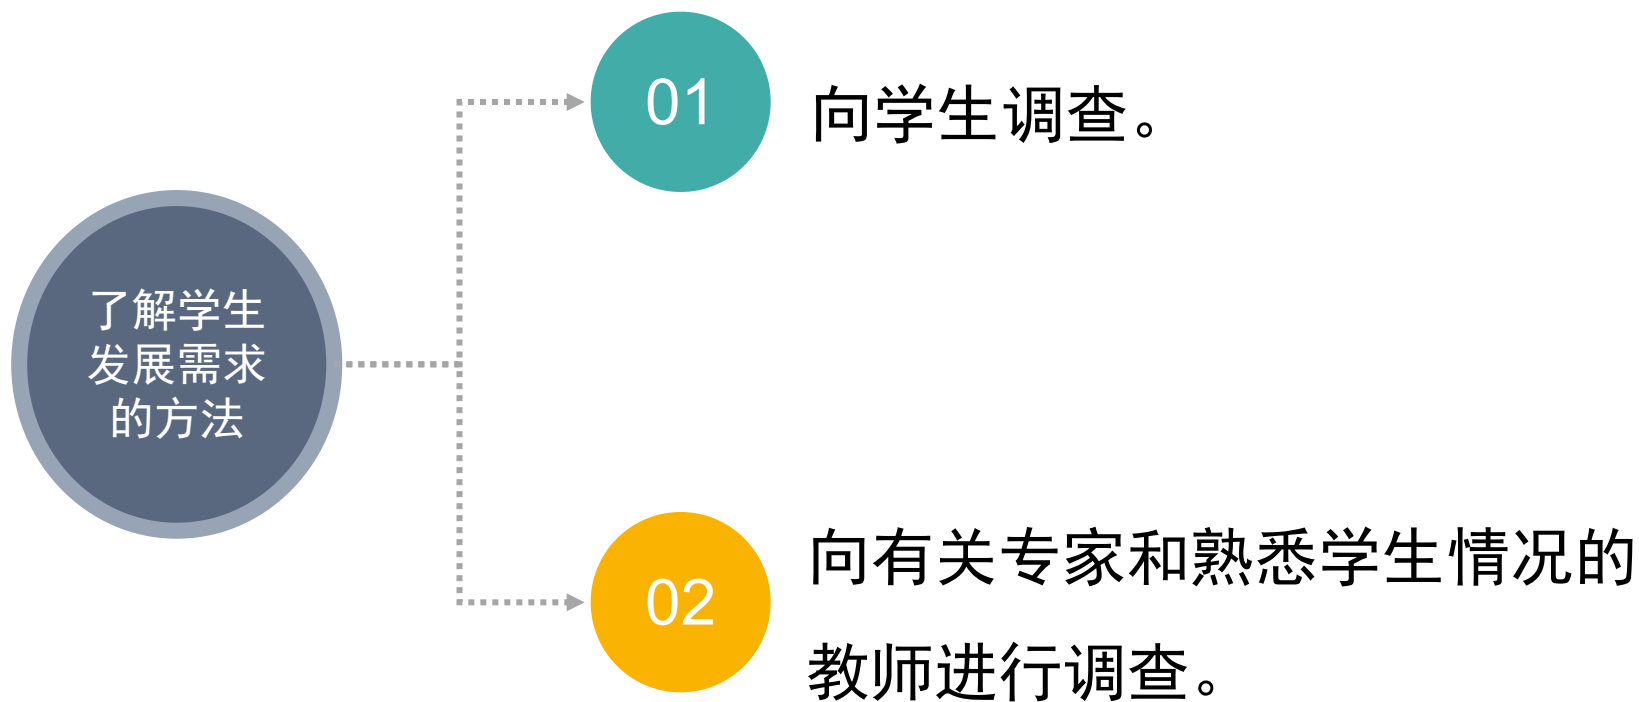 了解学生
发展需求
的方法
01
向学生调查。
02
向有关专家和熟悉学生情况的
教师进行调查。